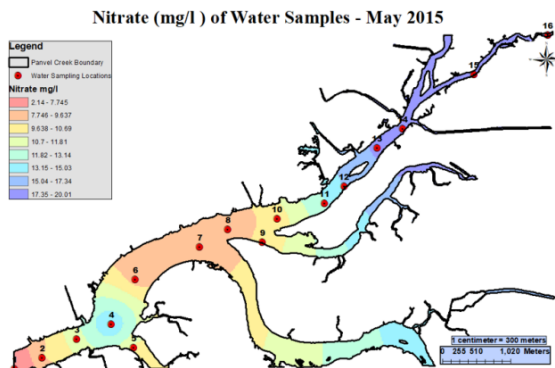 Nitrate (mg/l ) of Water Samples - May 2015
Legend
Panvel Creek Boundary
Water Sampling Locations
Nitrate mg/l
2.14 - 7.745
7.746 - 9.637
9.638 - 10.69
10.7 - 11.81
11.82 - 13.14
13.15 - 15.03
15.04 - 17.34
17.35 - 20.01
16
15
13
12
11
10
8
9
7
6
4
3
5
2
1 centimeter = 300 meters
0 255 510 1,020 Meters